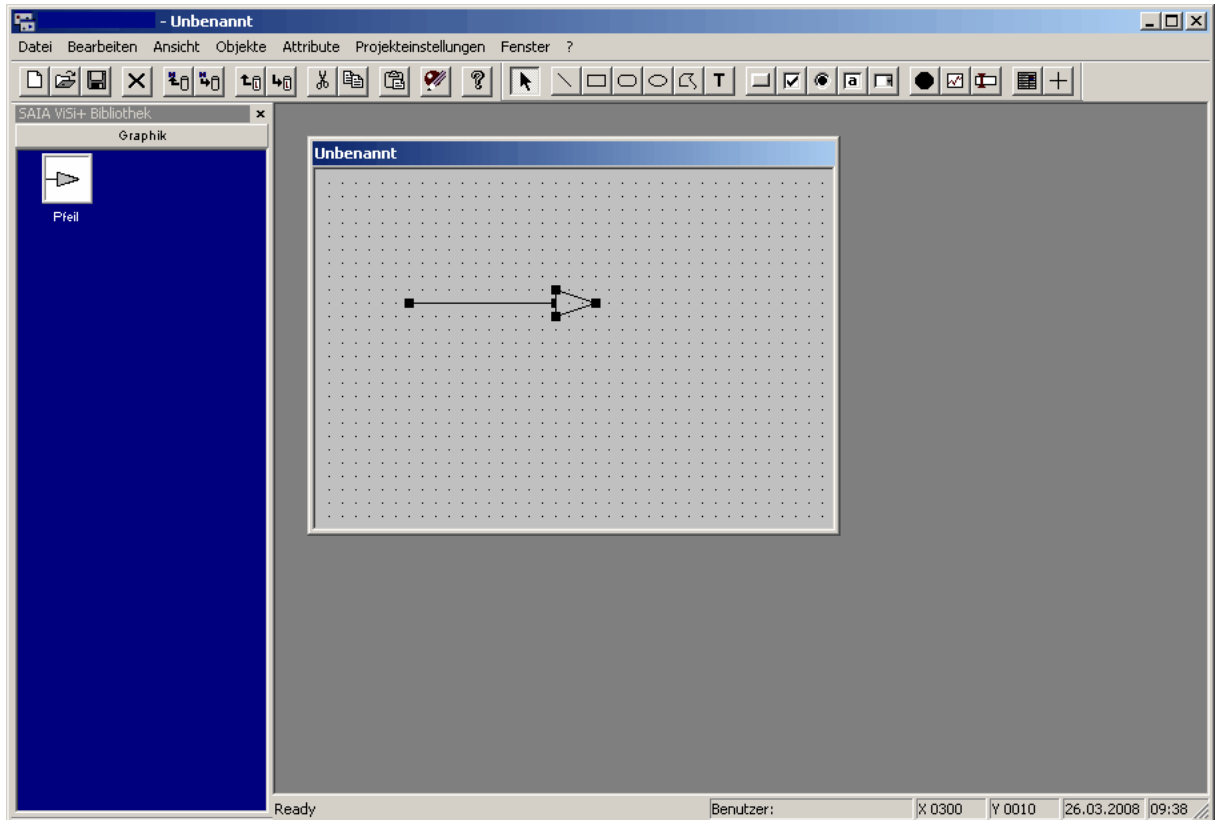 - Unbenannt
Datei Bearbeiten Ansicht Objekte Attribute Projekteinstellungen Fenster ?
T a
SAIA ViSi+ Bibliothek
Graphik
Pfeil
Unbenannt
Ready Benutzer: X 0300 Y 0010 26.03.2008 09:38